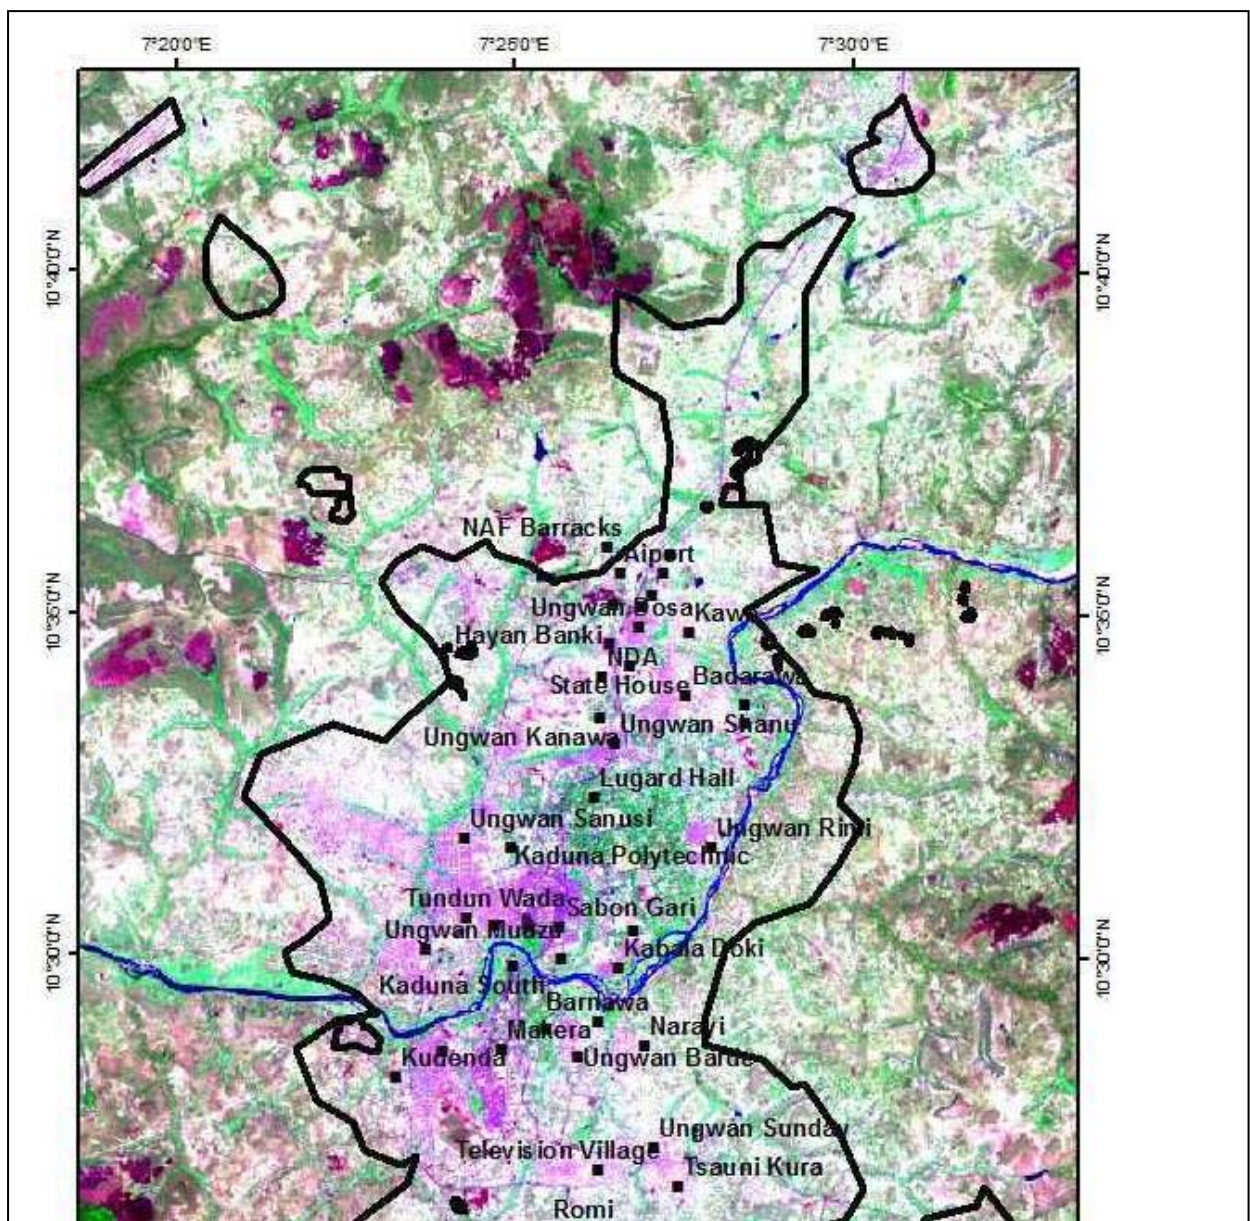 7°20'0"E
7°25'0"E
7°30'0"E
10°40'0"N
10°40'0"N
NAF Barracks
Aiport
10°35'0"N
10°35'0"N
Ungwan Dosa
Kawo
Hayan Banki
NDA
Badarawa
State House
Ungwan Shanu
Ungwan Kanawa
Lugard Hall
Ungwan Sanusi
Ungwan Rimi
Kaduna Polytechnic
Tundun Wada
Sabon Gari
Ungwan Muazu
Kabala Doki
10°30'0"N
10°30'0"N
Kaduna South
Barnawa
Makera
Narayi
Kudenda
Ungwan Barde
Ungwan Sunday
Television Village
Tsauni Kura
Romi